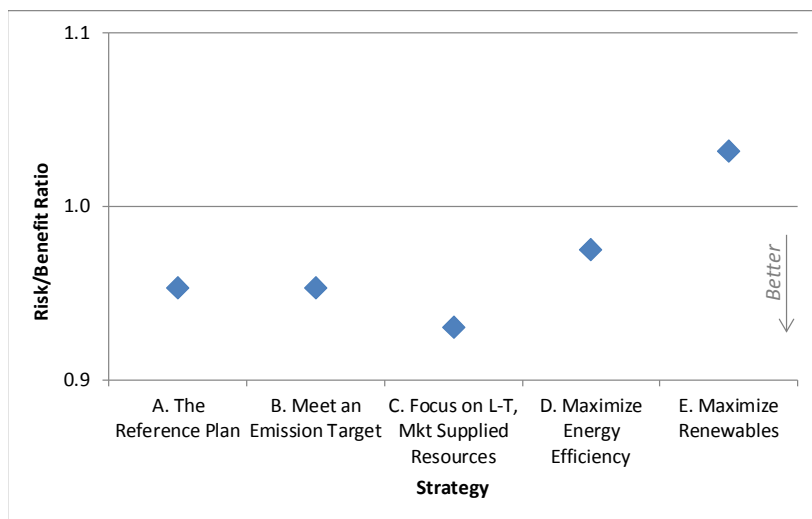 1.1
1.0
0.9
Risk/Benefit Ratio
Better
A. The
Reference Plan
B. Meet an
Emission Target
C. Focus on L-T,
Mkt Supplied
Resources
D. Maximize
Energy
Efficiency
E. Maximize
Renewables
Strategy